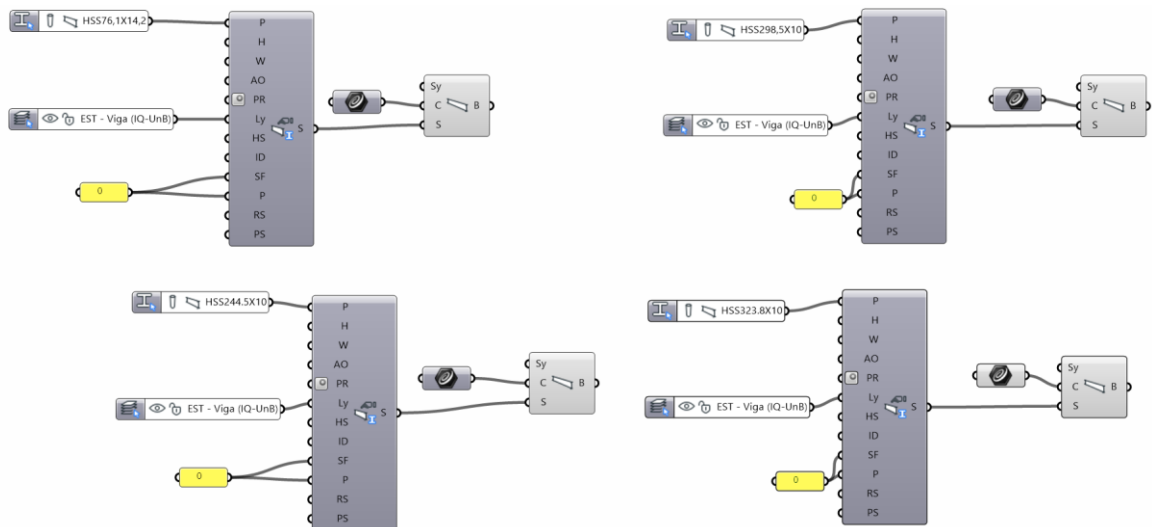 HSS76,1X14,2
P
H
W
AO
PR
Ly
HS
ID
SF
P
RS
PS
S
EST - Viga (IQ-UnB)
0
Sy
C
S
B
HSS298,5X10
P
H
W
AO
PR
Ly
HS
ID
SF
P
RS
PS
S
EST - Viga (IQ-UnB)
0
Sy
C
S
B
HSS244.5X10
P
H
W
AO
PR
Ly
HS
ID
SF
P
RS
PS
S
EST - Viga (IQ-UnB)
0
Sy
C
S
B
HSS323.8X10
P
H
W
AO
PR
Ly
HS
ID
SF
P
RS
PS
S
EST - Viga (IQ-UnB)
0
Sy
C
S
B